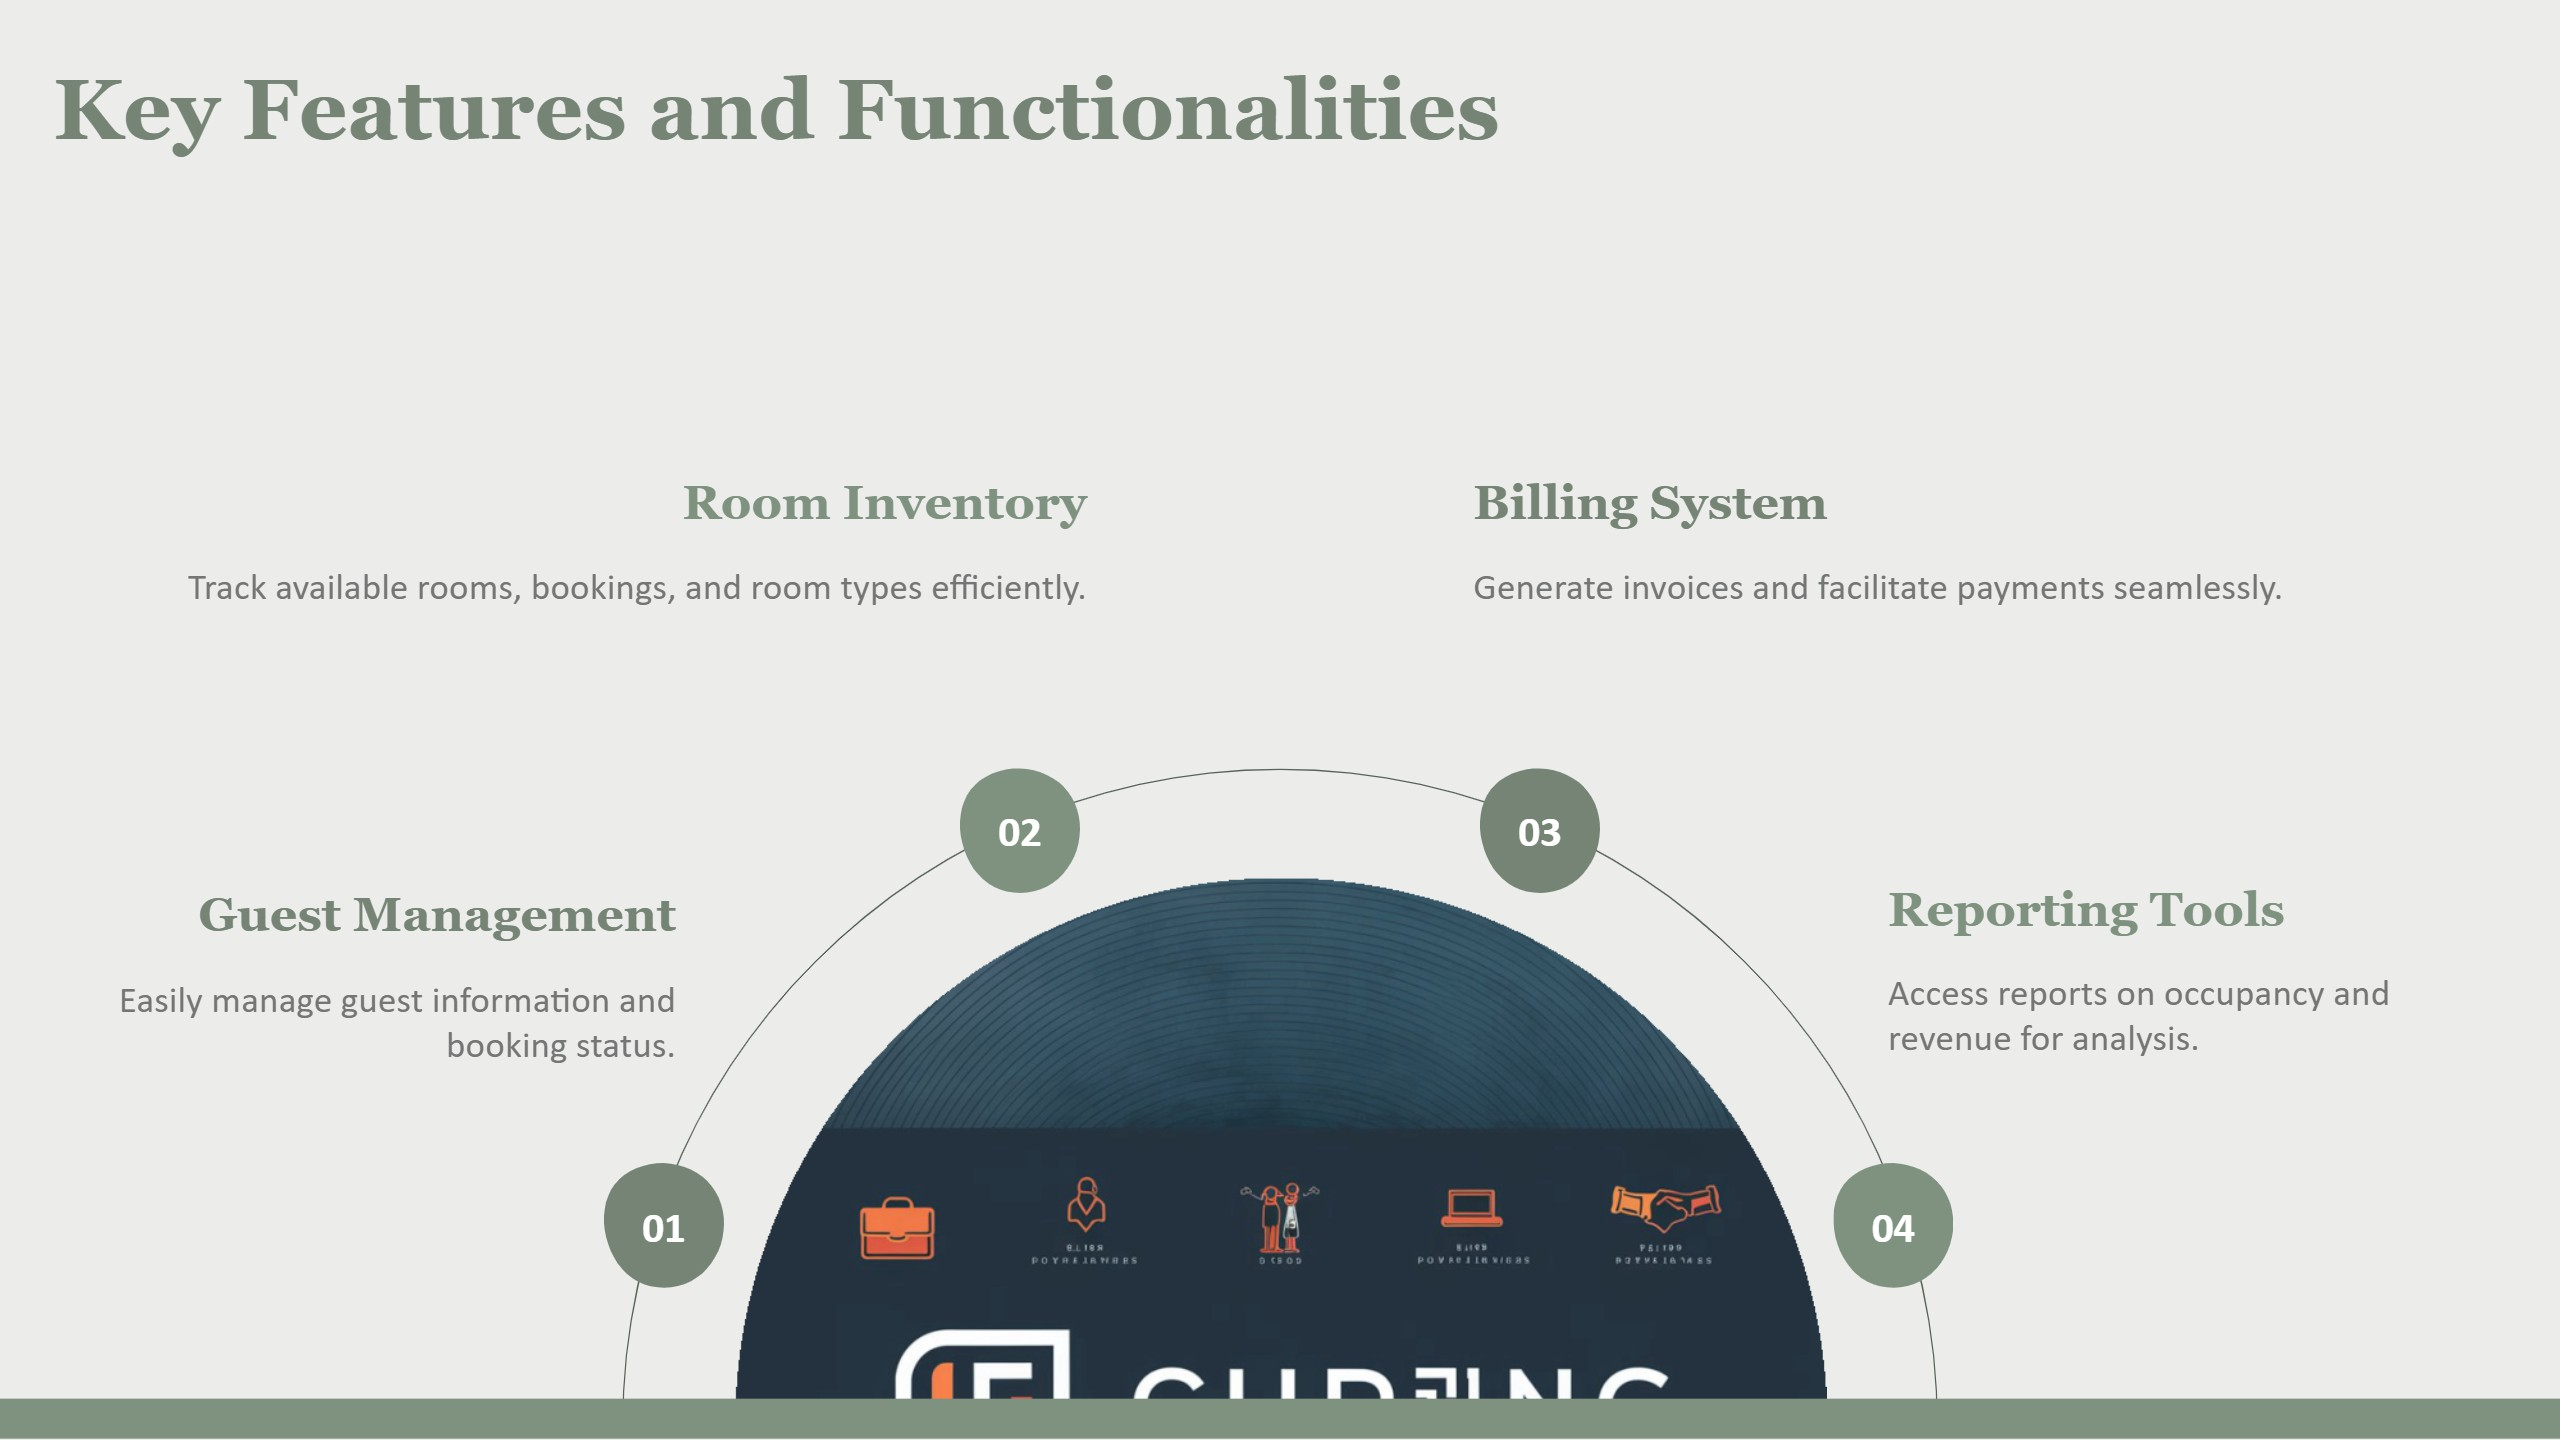 Key Features and Functionalities
Room Inventory
Track available rooms, bookings, and room types efficiently.
Billing System
Generate invoices and facilitate payments seamlessly.
02
03
Guest Management
Easily manage guest information and
booking status.
Reporting Tools
Access reports on occupancy and
revenue for analysis.
01
04